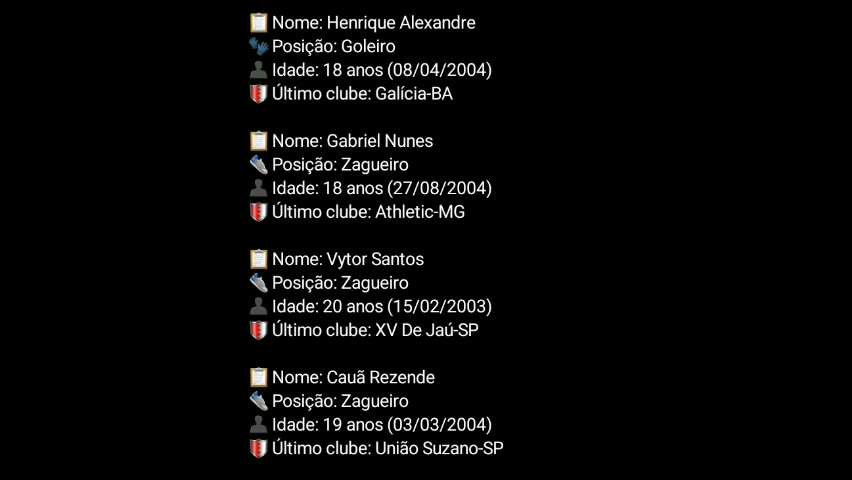 📋 Nome: Henrique Alexandre
🧤 Posição: Goleiro
👤 Idade: 18 anos (08/04/2004)
Último clube: Galícia-BA
📋 Nome: Gabriel Nunes
👟 Posição: Zagueiro
👤 Idade: 18 anos (27/08/2004)
Último clube: Athletic-MG
📋 Nome: Vytor Santos
👟 Posição: Zagueiro
👤 Idade: 20 anos (15/02/2003)
Último clube: XV De Jaú-SP
📋 Nome: Cauã Rezende
👟 Posição: Zagueiro
👤 Idade: 19 anos (03/03/2004)
Último clube: União Suzano-SP